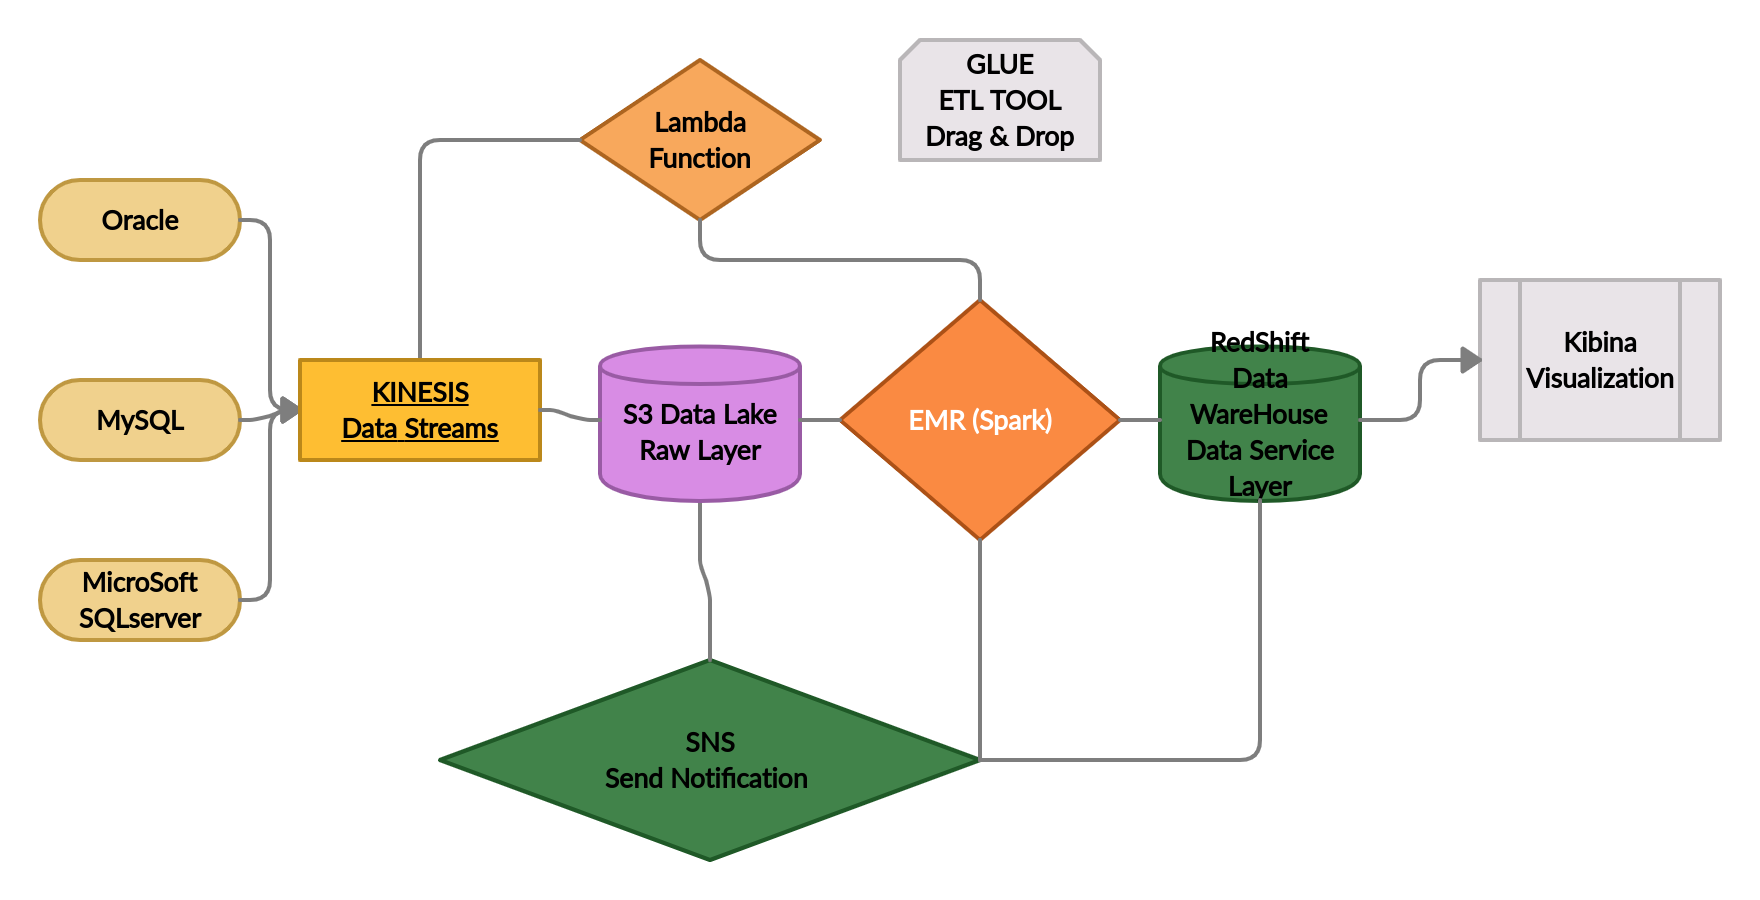 GLUE
ETL TOOL
Drag & Drop
Lambda
Function
Oracle
MySQL
MicroSoft
SQLserver
KINESIS
Data Streams
S3 Data Lake
Raw Layer
EMR (Spark)
RedShift
Data
WareHouse
Data Service
Layer
Kibina
Visualization
SNS
Send Notification